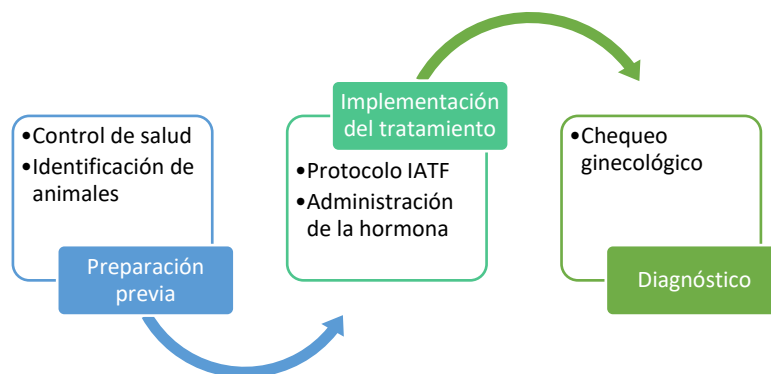 •Control de salud
•Identificación de
animales
Preparación
previa
Implementación
del tratamiento
•Protocolo IATF
•Administración
de la hormona
•Chequeo
ginecológico
Diagnóstico